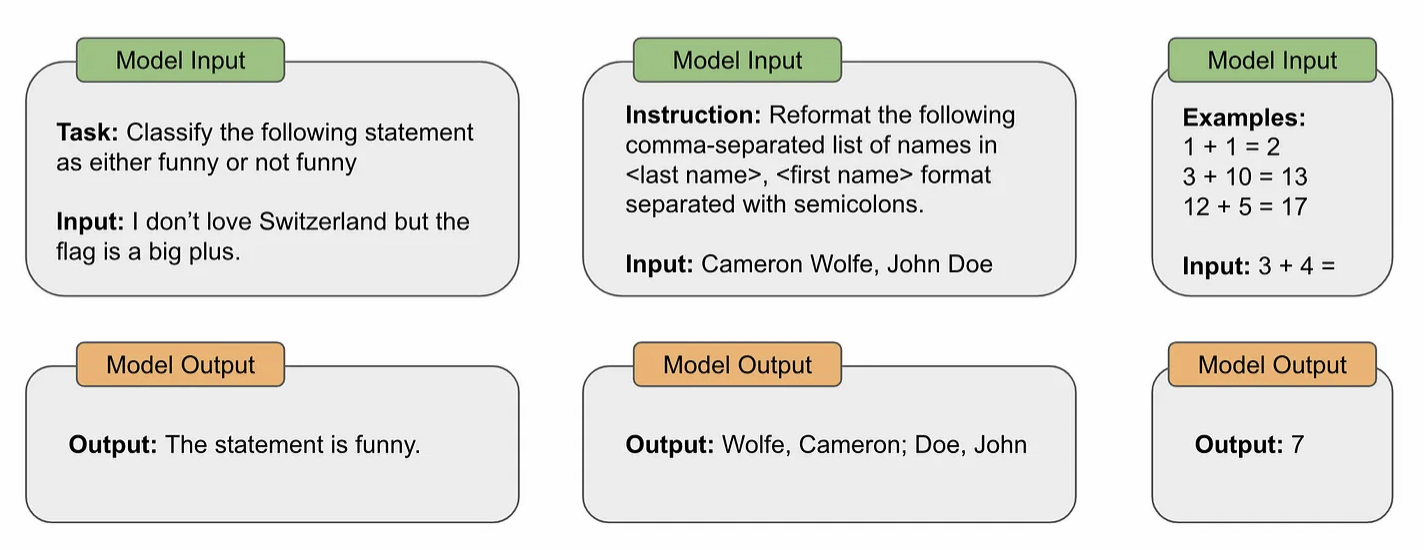 Model Input
Task: Classify the following statement
as either funny or not funny
Input: I don’t love Switzerland but the
flag is a big plus.
Model Output
Output: The statement is funny.
Model Input
Instruction: Reformat the following
comma-separated list of names in
<last name>, <first name> format
separated with semicolons.
Input: Cameron Wolfe, John Doe
Model Output
Output: Wolfe, Cameron; Doe, John
Model Input
Examples:
1 + 1 = 2
3 + 10 = 13
12 + 5 = 17
Input: 3 + 4 =
Model Output
Output: 7